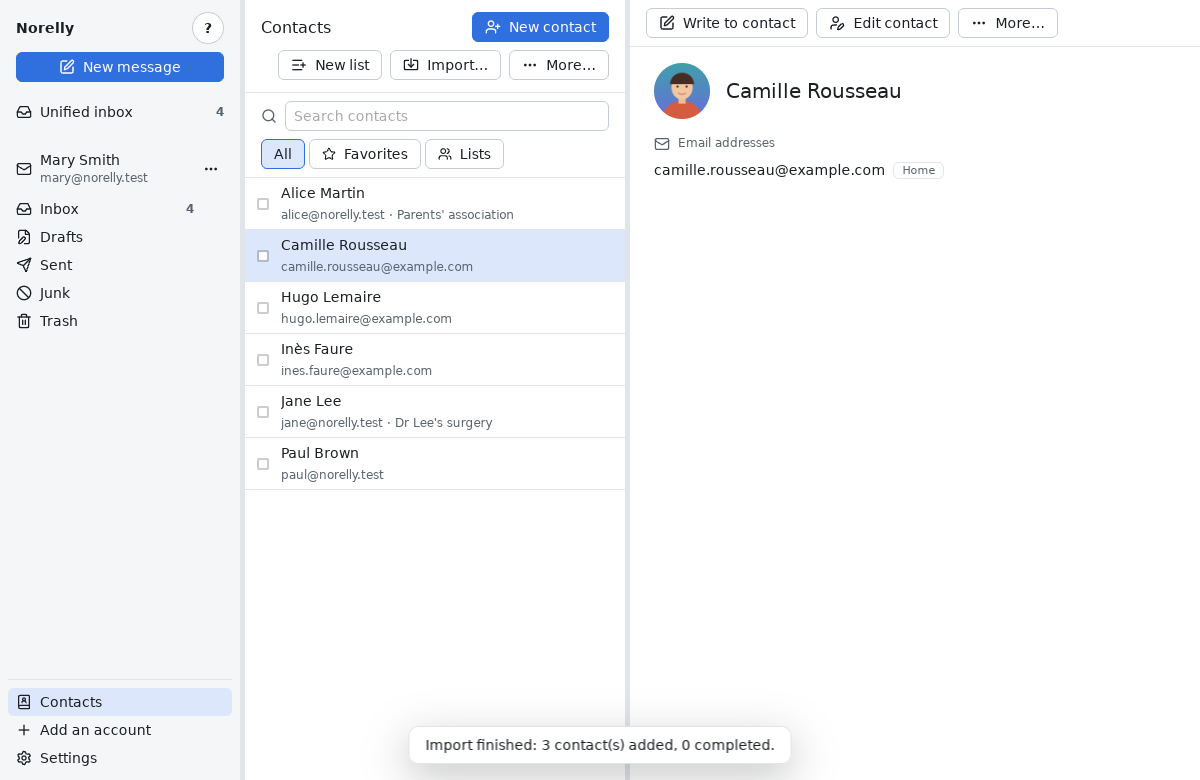 Norelly
?
New message
Unified inbox 4
Mary Smith
mary@norelly.test
Inbox 4
Drafts
Sent
Junk
Trash
Contacts
Add an account
Settings
Contacts
New contact
New list
Import...
More...
Search contacts
All
Favorites
Lists
Alice Martin
alice@norelly.test · Parents' association
Camille Rousseau
camille.rousseau@example.com
Hugo Lemaire
hugo.lemaire@example.com
Inès Faure
ines.faure@example.com
Jane Lee
jane@norelly.test · Dr Lee's surgery
Paul Brown
paul@norelly.test
Write to contact
Edit contact
More...
Camille Rousseau
Email addresses
camille.rousseau@example.com Home
Import finished: 3 contact(s) added, 0 completed.